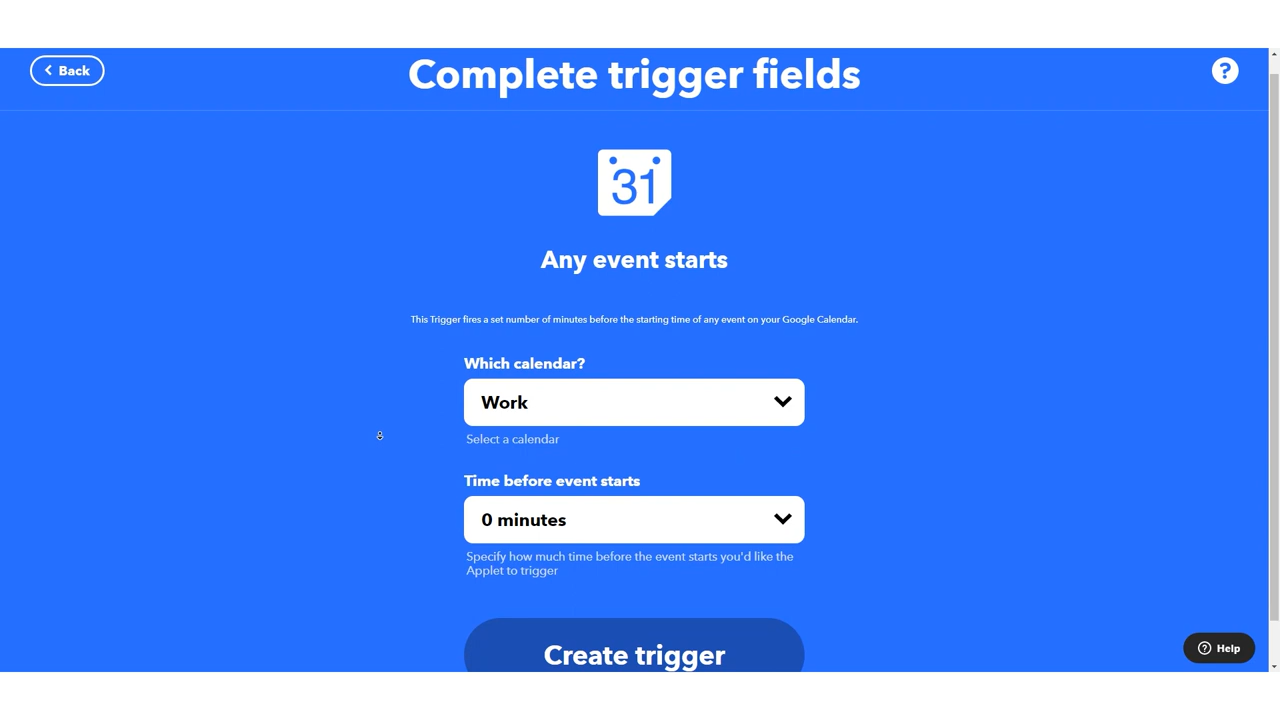 Back
Complete trigger fields
?
31
Any event starts
This Trigger fires a set number of minutes before the starting time of any event on your Google Calendar.
Which calendar?
Work
Select a calendar
Time before event starts
0 minutes
Specify how much time before the event starts you'd like the
Applet to trigger
Create trigger
? Help